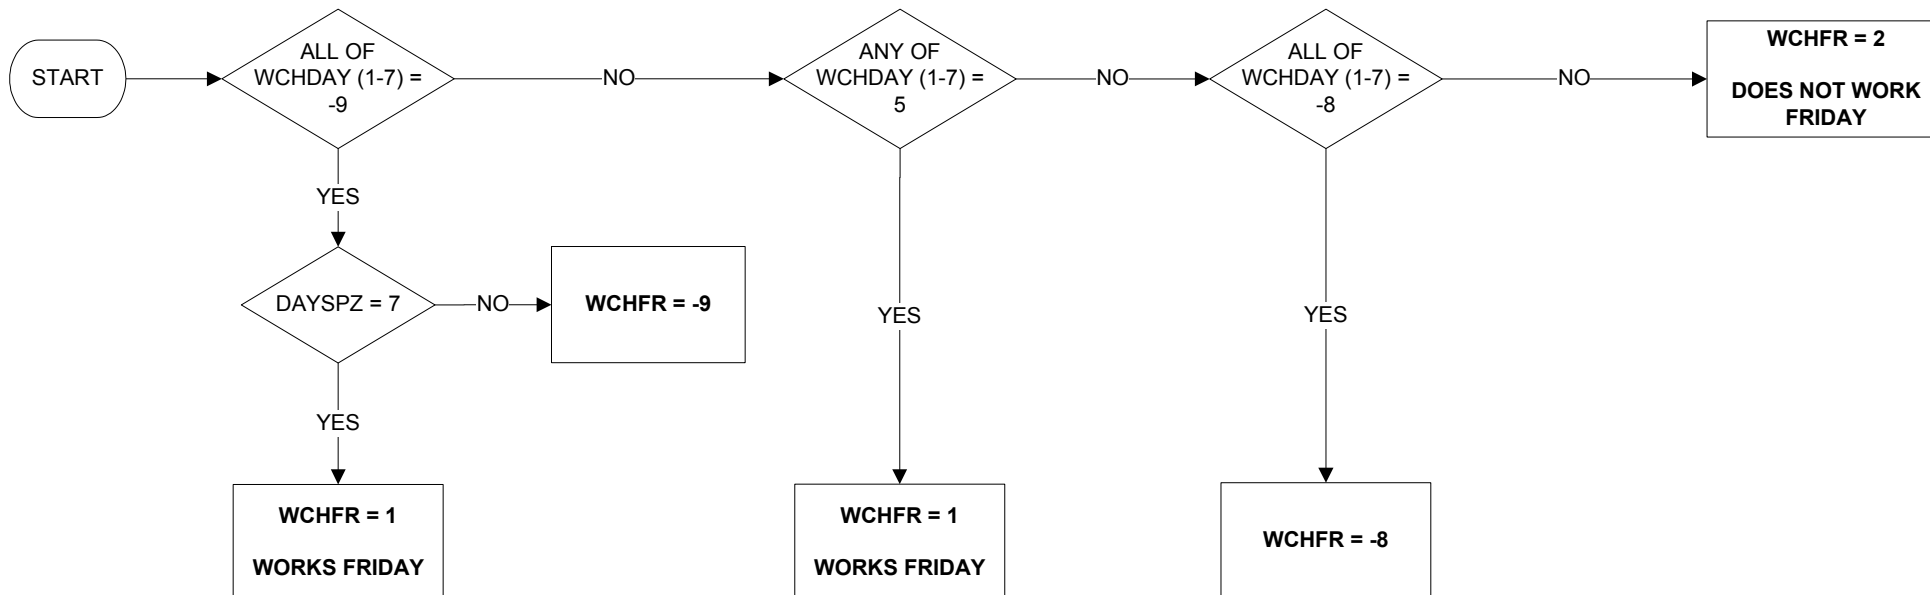 START
ALL OF
WCHDAY (1-7) =
-9
NO
ANY OF
WCHDAY (1-7) =
5
NO
ALL OF
WCHDAY (1-7) =
-8
NO
WCHFR = 2
DOES NOT WORK
FRIDAY
YES
DAYSPZ = 7
NO
WCHFR = -9
YES
YES
YES
WCHFR = 1
WORKS FRIDAY
WCHFR = 1
WORKS FRIDAY
WCHFR = -8